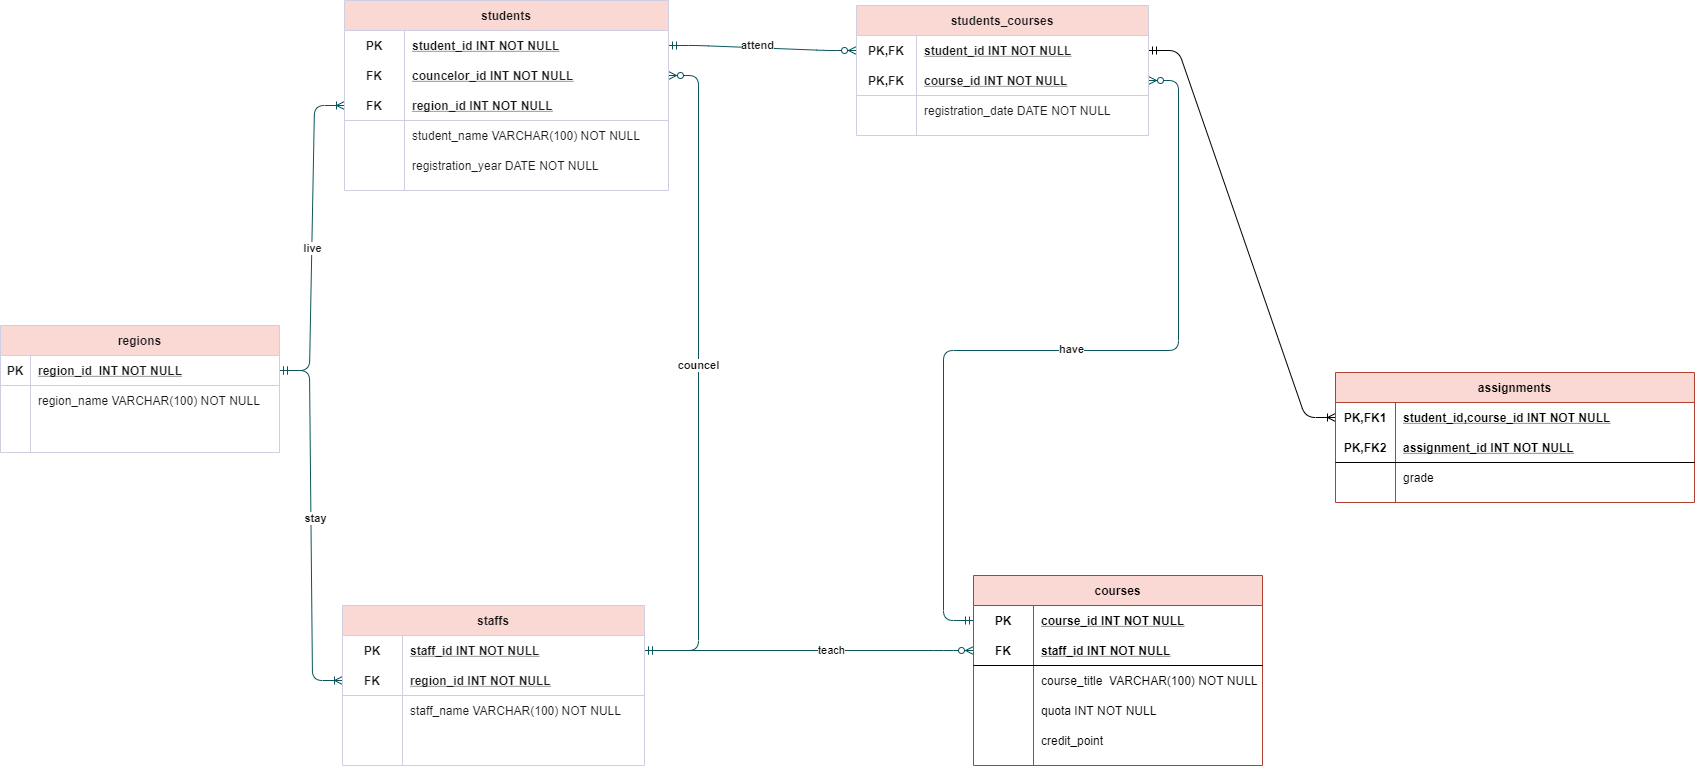 students
PK student_id INT NOT NULL
FK councelor_id INT NOT NULL
FK region_id INT NOT NULL
student_name VARCHAR(100) NOT NULL
registration_year DATE NOT NULL
attend
students_courses
PK,FK student_id INT NOT NULL
PK,FK course_id INT NOT NULL
registration_date DATE NOT NULL
live
regions
PK region_id INT NOT NULL
region_name VARCHAR(100) NOT NULL
councel
have
assignments
PK,FK1 student_id,course_id INT NOT NULL
PK,FK2 assignment_id INT NOT NULL
grade
stay
staffs
PK staff_id INT NOT NULL
FK region_id INT NOT NULL
staff_name VARCHAR(100) NOT NULL
teach
courses
PK course_id INT NOT NULL
FK staff_id INT NOT NULL
course_title VARCHAR(100) NOT NULL
quota INT NOT NULL
credit_point